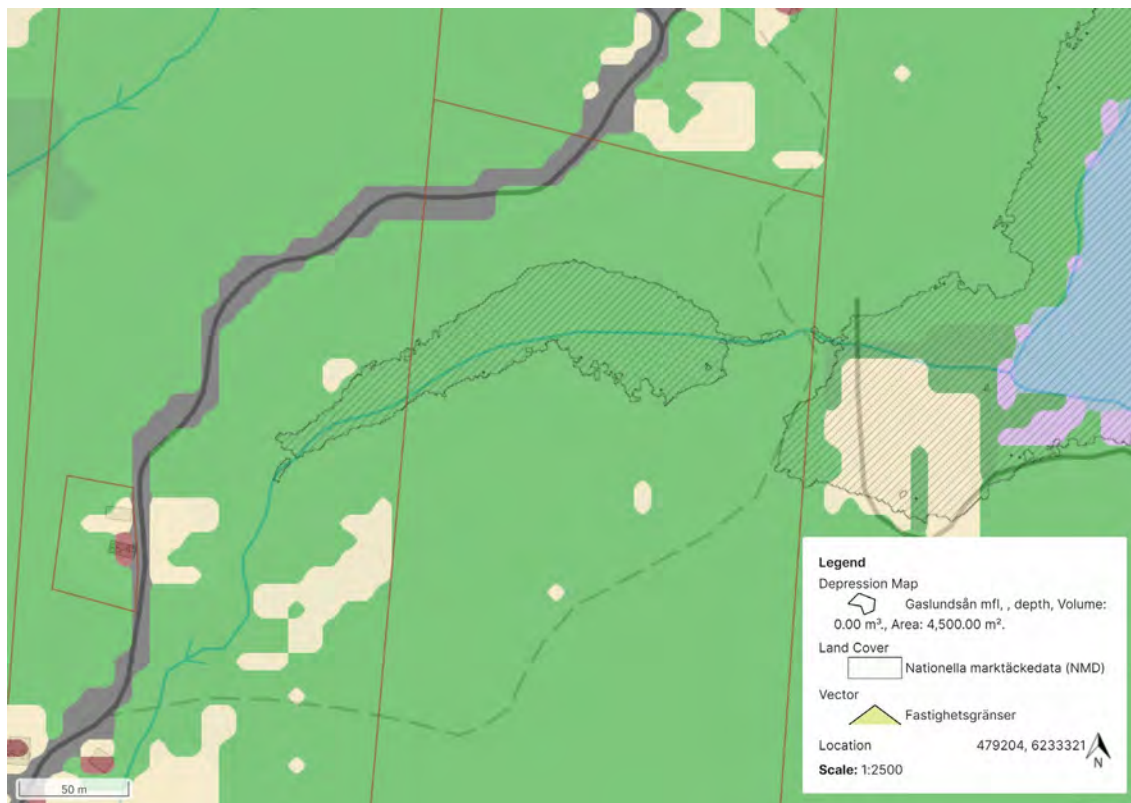 Legend
Depression Map
Gaslundsån mfl, , depth, Volume:
0.00 m³., Area: 4,500.00 m².
Land Cover
Nationella marktäckedata (NMD)
Vector
Fastighetsgränser
Location 479204, 6233321
N
Scale: 1:2500
50 m